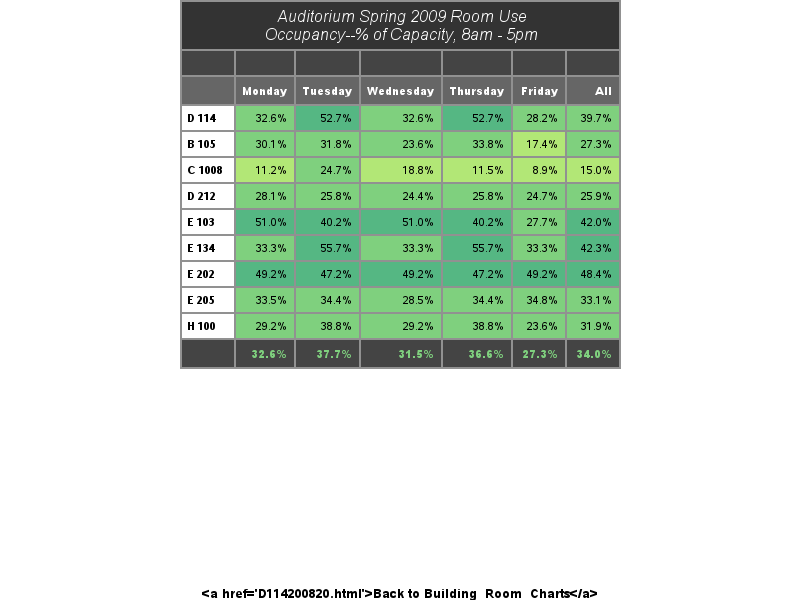 Auditorium Spring 2009 Room Use
Occupancy--% of Capacity, 8am - 5pm
Monday Tuesday Wednesday Thursday Friday All
D 114 32.6% 52.7% 32.6% 52.7% 28.2% 39.7%
B 105 30.1% 31.8% 23.6% 33.8% 17.4% 27.3%
C 1008 11.2% 24.7% 18.8% 11.5% 8.9% 15.0%
D 212 28.1% 25.8% 24.4% 25.8% 24.7% 25.9%
E 103 51.0% 40.2% 51.0% 40.2% 27.7% 42.0%
E 134 33.3% 55.7% 33.3% 55.7% 33.3% 42.3%
E 202 49.2% 47.2% 49.2% 47.2% 49.2% 48.4%
E 205 33.5% 34.4% 28.5% 34.4% 34.8% 33.1%
H 100 29.2% 38.8% 29.2% 38.8% 23.6% 31.9%
32.6% 37.7% 31.5% 36.6% 27.3% 34.0%
<a href='D114200820.html'>Back to Building_Room_Charts</a>